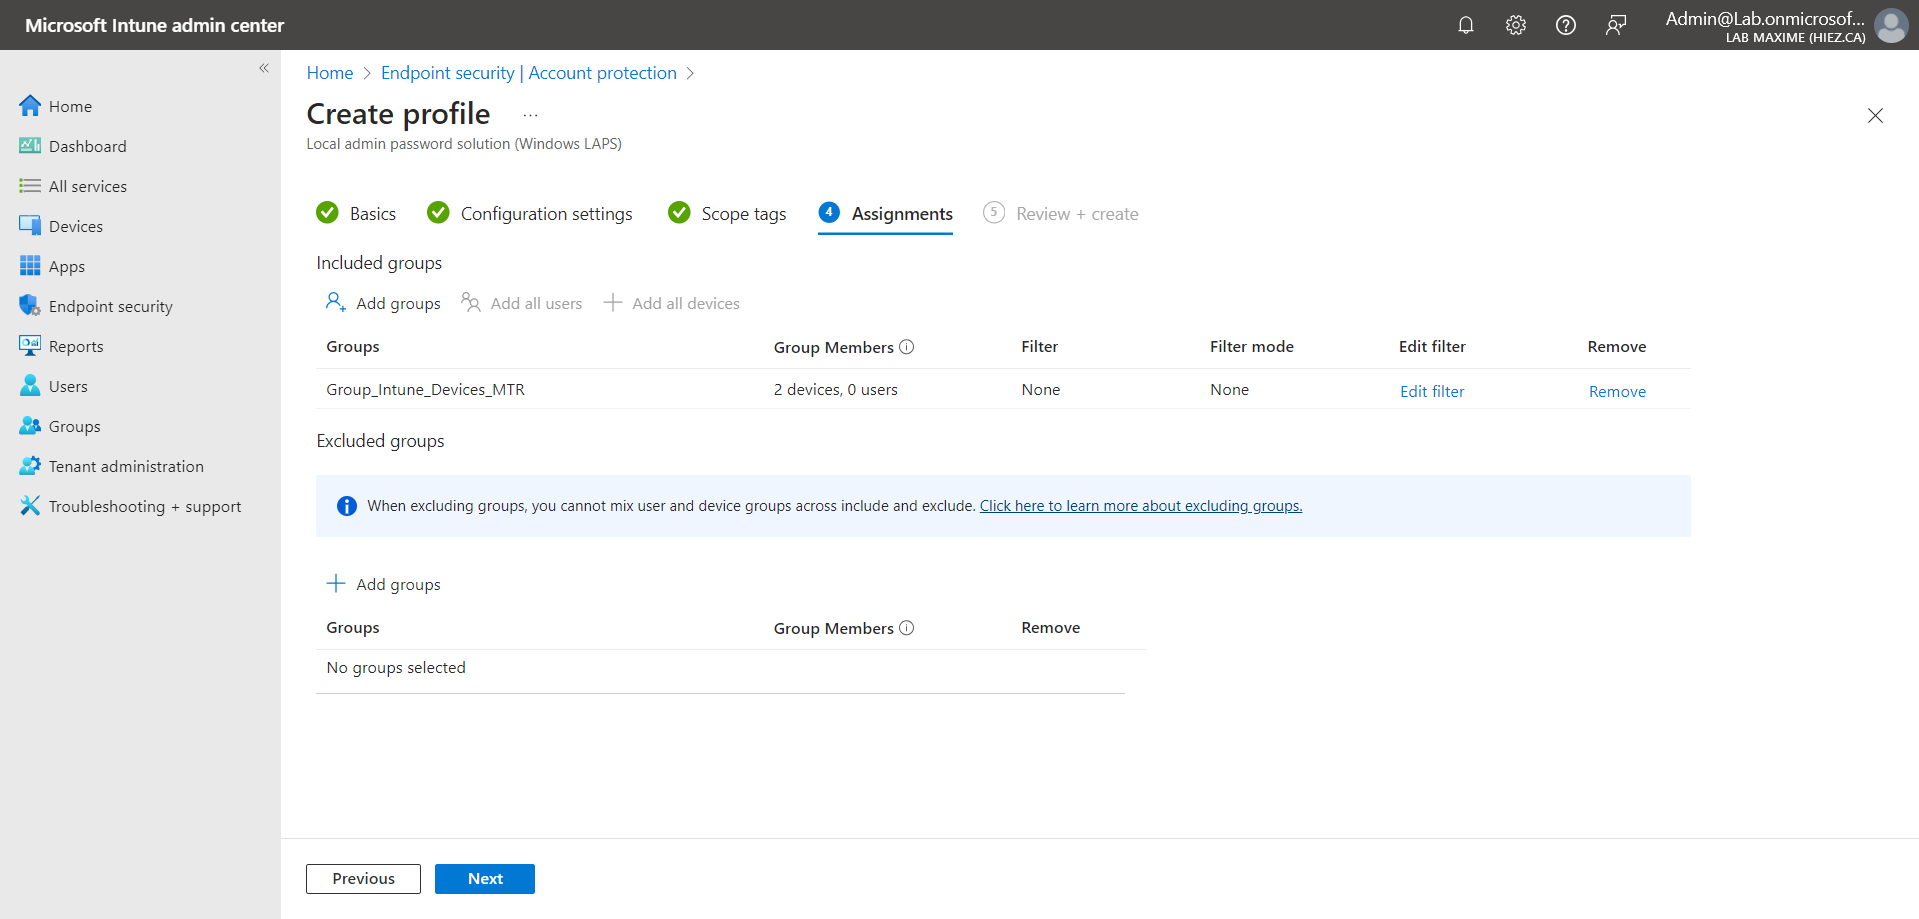 Microsoft Intune admin center
Admin@Lab.onmicrosof...
LAB MAXIME (HIEZ.CA)
«
Home
Dashboard
All services
Devices
Apps
Endpoint security
Reports
Users
Groups
Tenant administration
Troubleshooting + support
Home > Endpoint security | Account protection >
Create profile ...
Local admin password solution (Windows LAPS)
Basics Configuration settings Scope tags 4 Assignments 5 Review + create
Included groups
Add groups Add all users Add all devices
Groups Group Members Filter Filter mode Edit filter Remove
Group_Intune_Devices_MTR 2 devices, 0 users None None Edit filter Remove
Excluded groups
When excluding groups, you cannot mix user and device groups across include and exclude. Click here to learn more about excluding groups.
Add groups
Groups Group Members Remove
No groups selected
Previous Next